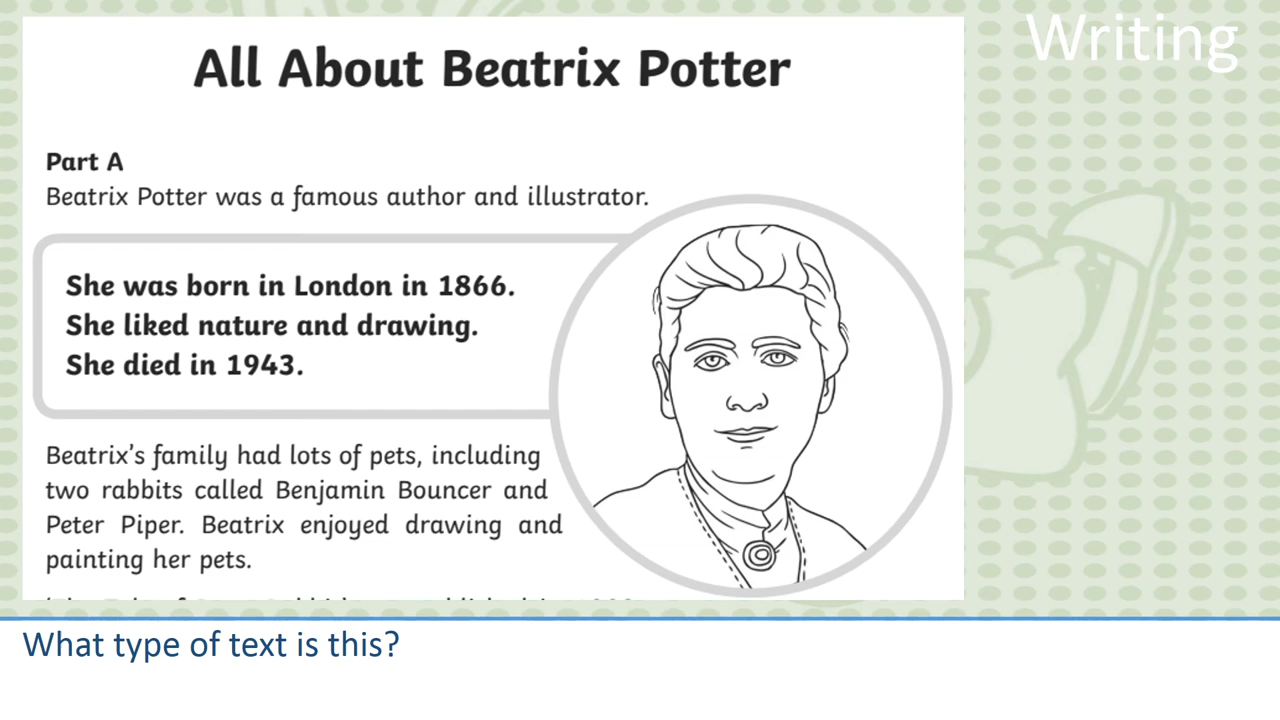 Writing
All About Beatrix Potter
Part A
Beatrix Potter was a famous author and illustrator.
She was born in London in 1866.
She liked nature and drawing.
She died in 1943.
Beatrix’s family had lots of pets, including
two rabbits called Benjamin Bouncer and
Peter Piper. Beatrix enjoyed drawing and
painting her pets.
What type of text is this?